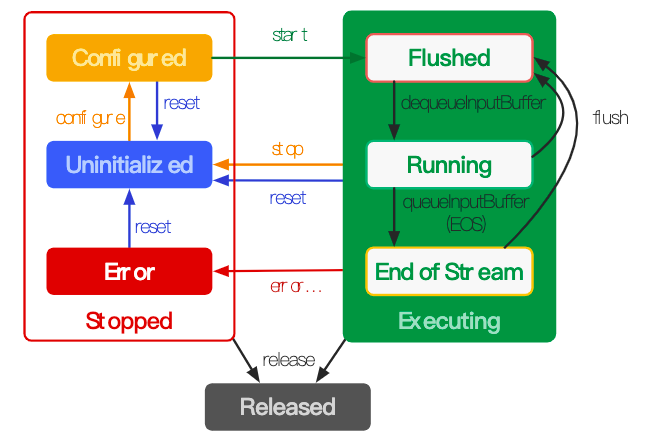 Configured
start
Flushed
configure
reset
dequeueInputBuffer
flush
Uninitialized
stop
Running
reset
reset
queueInputBuffer
(EOS)
Error
error...
End of Stream
Stopped
Executing
release
Released